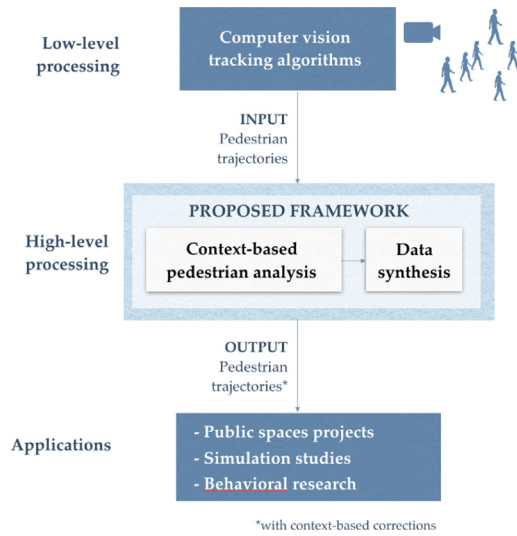 Low-level
processing
Computer vision
tracking algorithms
INPUT
Pedestrian
trajectories
High-level
processing
PROPOSED FRAMEWORK
Context-based
pedestrian analysis
Data
synthesis
OUTPUT
Pedestrian
trajectories*
Applications
- Public spaces projects
- Simulation studies
- Behavioral research
*with context-based corrections